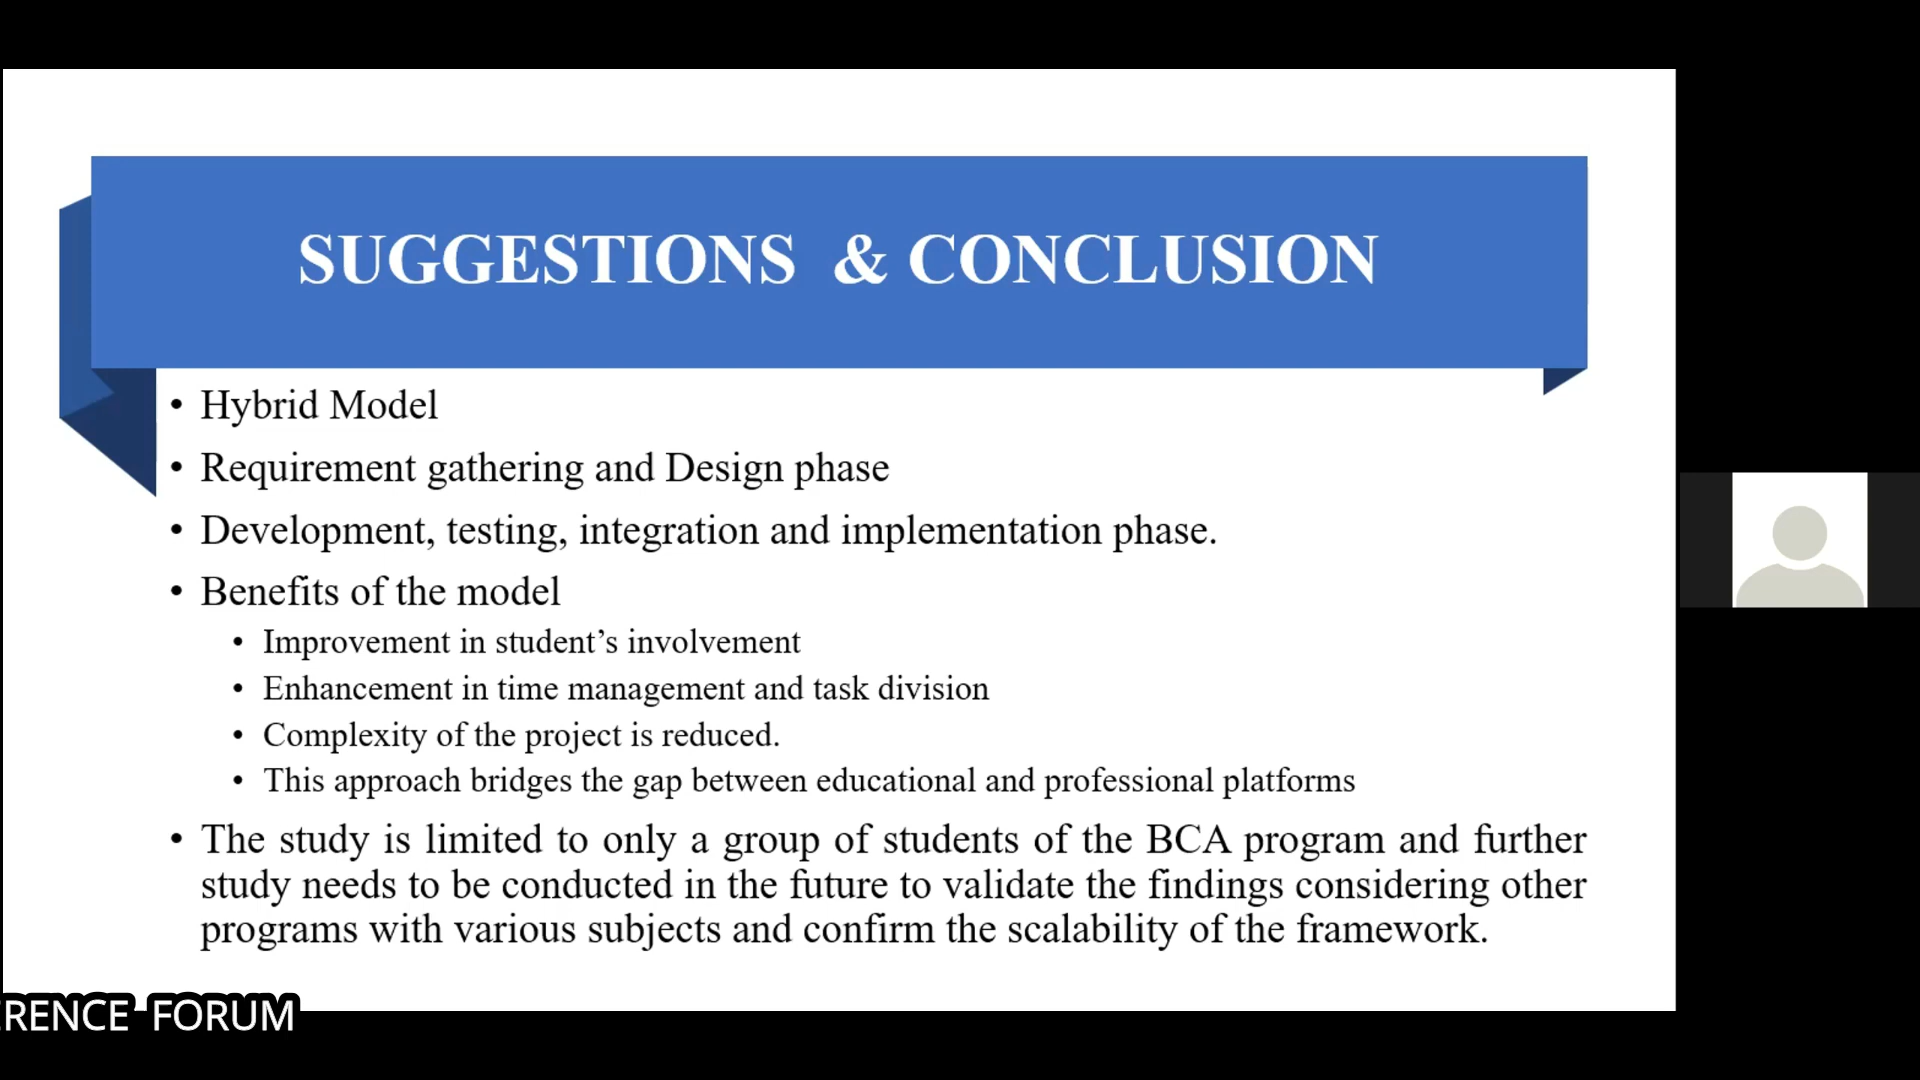 SUGGESTIONS & CONCLUSION
• Hybrid Model
• Requirement gathering and Design phase
• Development, testing, integration and implementation phase.
• Benefits of the model
• Improvement in student’s involvement
• Enhancement in time management and task division
• Complexity of the project is reduced.
• This approach bridges the gap between educational and professional platforms
• The study is limited to only a group of students of the BCA program and further
study needs to be conducted in the future to validate the findings considering other
programs with various subjects and confirm the scalability of the framework.
FORUM